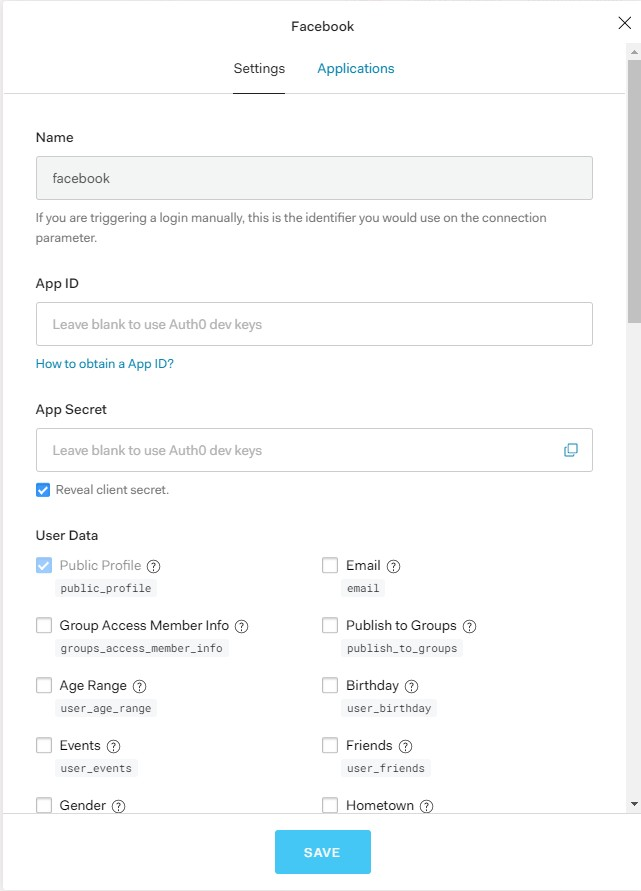 Facebook
Settings Applications
Name
facebook
If you are triggering a login manually, this is the identifier you would use on the connection
parameter.
App ID
Leave blank to use Auth0 dev keys
How to obtain a App ID?
App Secret
Leave blank to use Auth0 dev keys
Reveal client secret.
User Data
Public Profile ? Email ?
public_profile email
Group Access Member Info ? Publish to Groups ?
groups_access_member_info publish_to_groups
Age Range ? Birthday ?
user_age_range user_birthday
Events ? Friends ?
user_events user_friends
Gender ? Hometown ?
SAVE